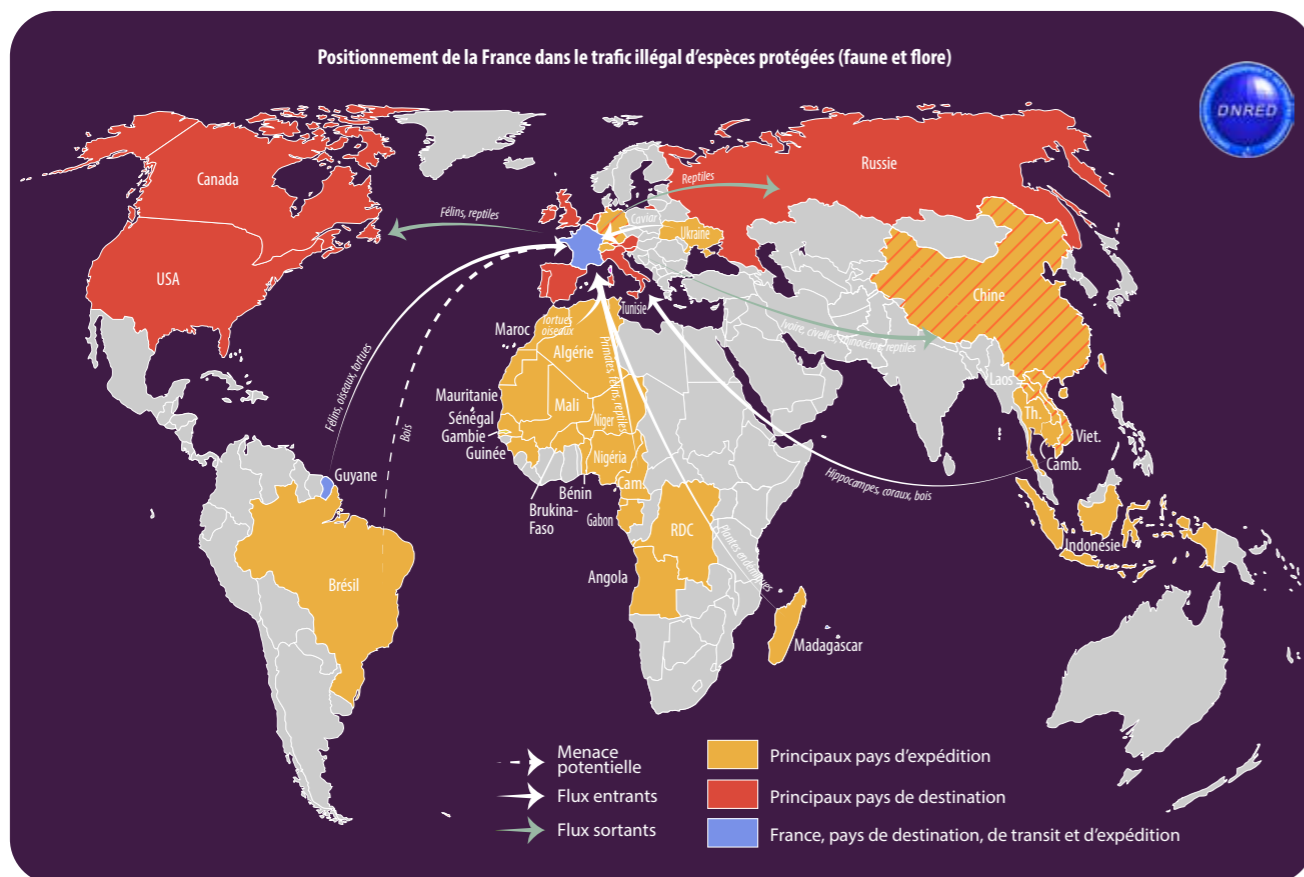 Positionnement de la France dans le trafic illégal d'espèces protégées (faune et flore)
DNRED
Canada
USA
Russie
Reptiles
Félins, reptiles
Caviar
Ukraine
Chine
Ivoire, civelles, rhinocéros, reptiles
Tunisie
Tortues
oiseaux
Maroc
Algérie
Primates, félins, reptiles
Félins, oiseaux, tortues
Bois
Mauritanie
Mali
Niger
Sénégal
Gambie
Guinée
Nigéria
Bénin
Brukina-
Faso
Cam.
Gabon
RDC
Angola
Plantes endémiques
Madagascar
Guyane
Brésil
Laos
Th.
Viet.
Camb.
Hippocampes, coraux, bois
Indonésie
Menace
potentielle
Flux entrants
Flux sortants
Principaux pays d'expédition
Principaux pays de destination
France, pays de destination, de transit et d'expédition